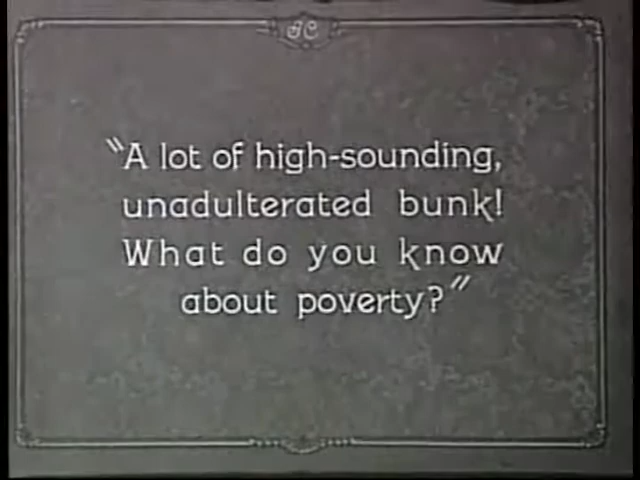 "A lot of high-sounding,
unadulterated bunk!
What do you know
about poverty?"